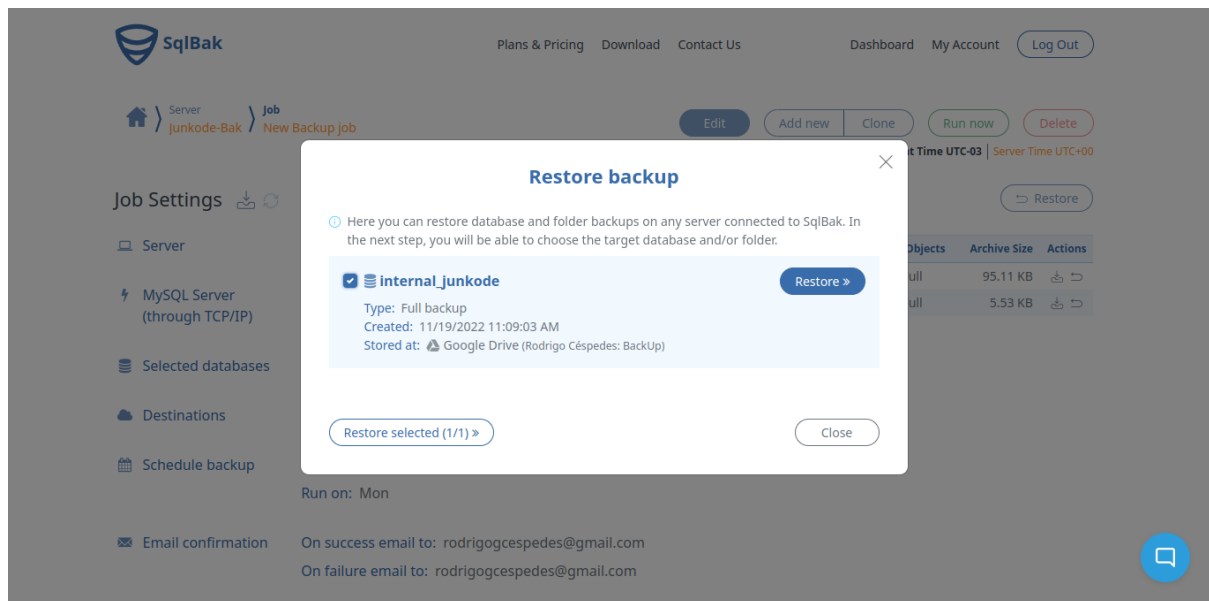 SqlBak
Plans & Pricing Download Contact Us
Dashboard My Account Log Out
Server
Junkode-Bak
Job
New Backup job
Edit Add new Clone Run now Delete
t Time UTC-03 Server Time UTC+00
Job Settings
Restore
Server
MySQL Server
(through TCP/IP)
Selected databases
Destinations
Schedule backup
Email confirmation
Objects Archive Size Actions
ull 95.11 KB
ull 5.53 KB
Restore backup
Here you can restore database and folder backups on any server connected to SqlBak. In
the next step, you will be able to choose the target database and/or folder.
internal_junkode
Restore »
Type: Full backup
Created: 11/19/2022 11:09:03 AM
Stored at: Google Drive (Rodrigo Céspedes: BackUp)
Restore selected (1/1) »
Close
Run on: Mon
On success email to: rodrigogcespedes@gmail.com
On failure email to: rodrigogcespedes@gmail.com